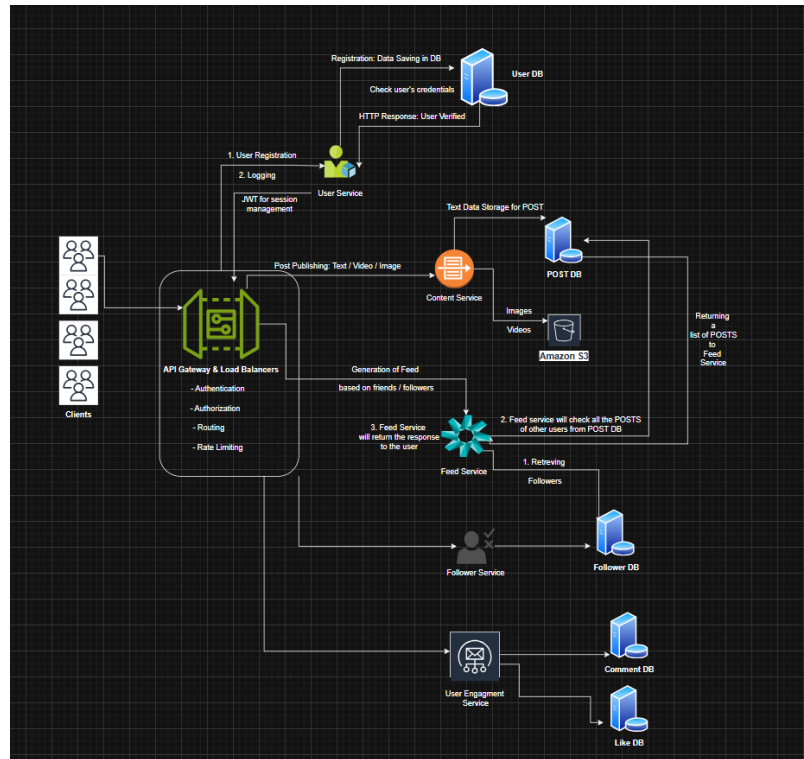 Registration: Data Saving in DB
User DB
Check user's credentials
HTTP Response: User Verified
1. User Registration
2. Logging
User Service
JWT for session
management
Text Data Storage for POST
POST DB
Post Publishing: Text / Video / Image
Content Service
Images
Videos
Amazon S3
Returning
a
list of POSTS
to
Feed
Service
Clients
API Gateway & Load Balancers
- Authentication
- Authorization
- Routing
- Rate Limiting
Generation of Feed
based on friends / followers
3. Feed Service
will return the response
to the user
2. Feed service will check all the POSTS
of other users from POST DB
Feed Service
1. Retreving
Followers
Follower Service
Follower DB
Comment DB
User Engagment
Service
Like DB